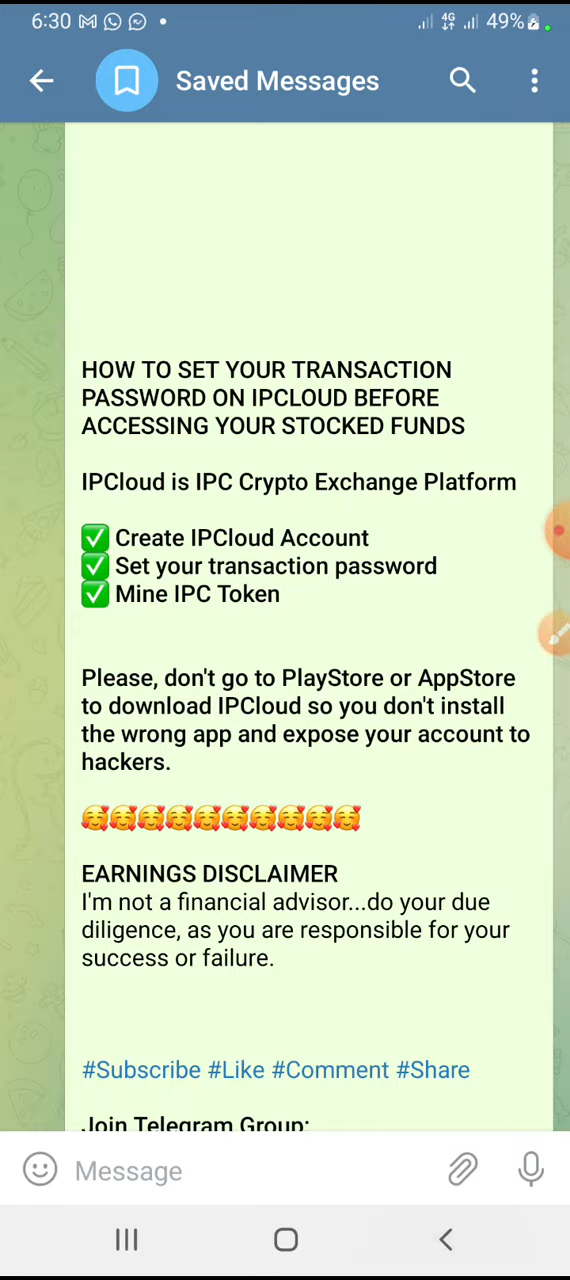 6:30
4G 49%
Saved Messages
HOW TO SET YOUR TRANSACTION
PASSWORD ON IPCLOUD BEFORE
ACCESSING YOUR STOCKED FUNDS
IPCloud is IPC Crypto Exchange Platform
✅ Create IPCloud Account
✅ Set your transaction password
✅ Mine IPC Token
Please, don't go to PlayStore or AppStore
to download IPCloud so you don't install
the wrong app and expose your account to
hackers.
🥰🥰🥰🥰🥰🥰🥰🥰🥰🥰
EARNINGS DISCLAIMER
I'm not a financial advisor...do your due
diligence, as you are responsible for your
success or failure.
#Subscribe #Like #Comment #Share
Join Telegram Group:
Message